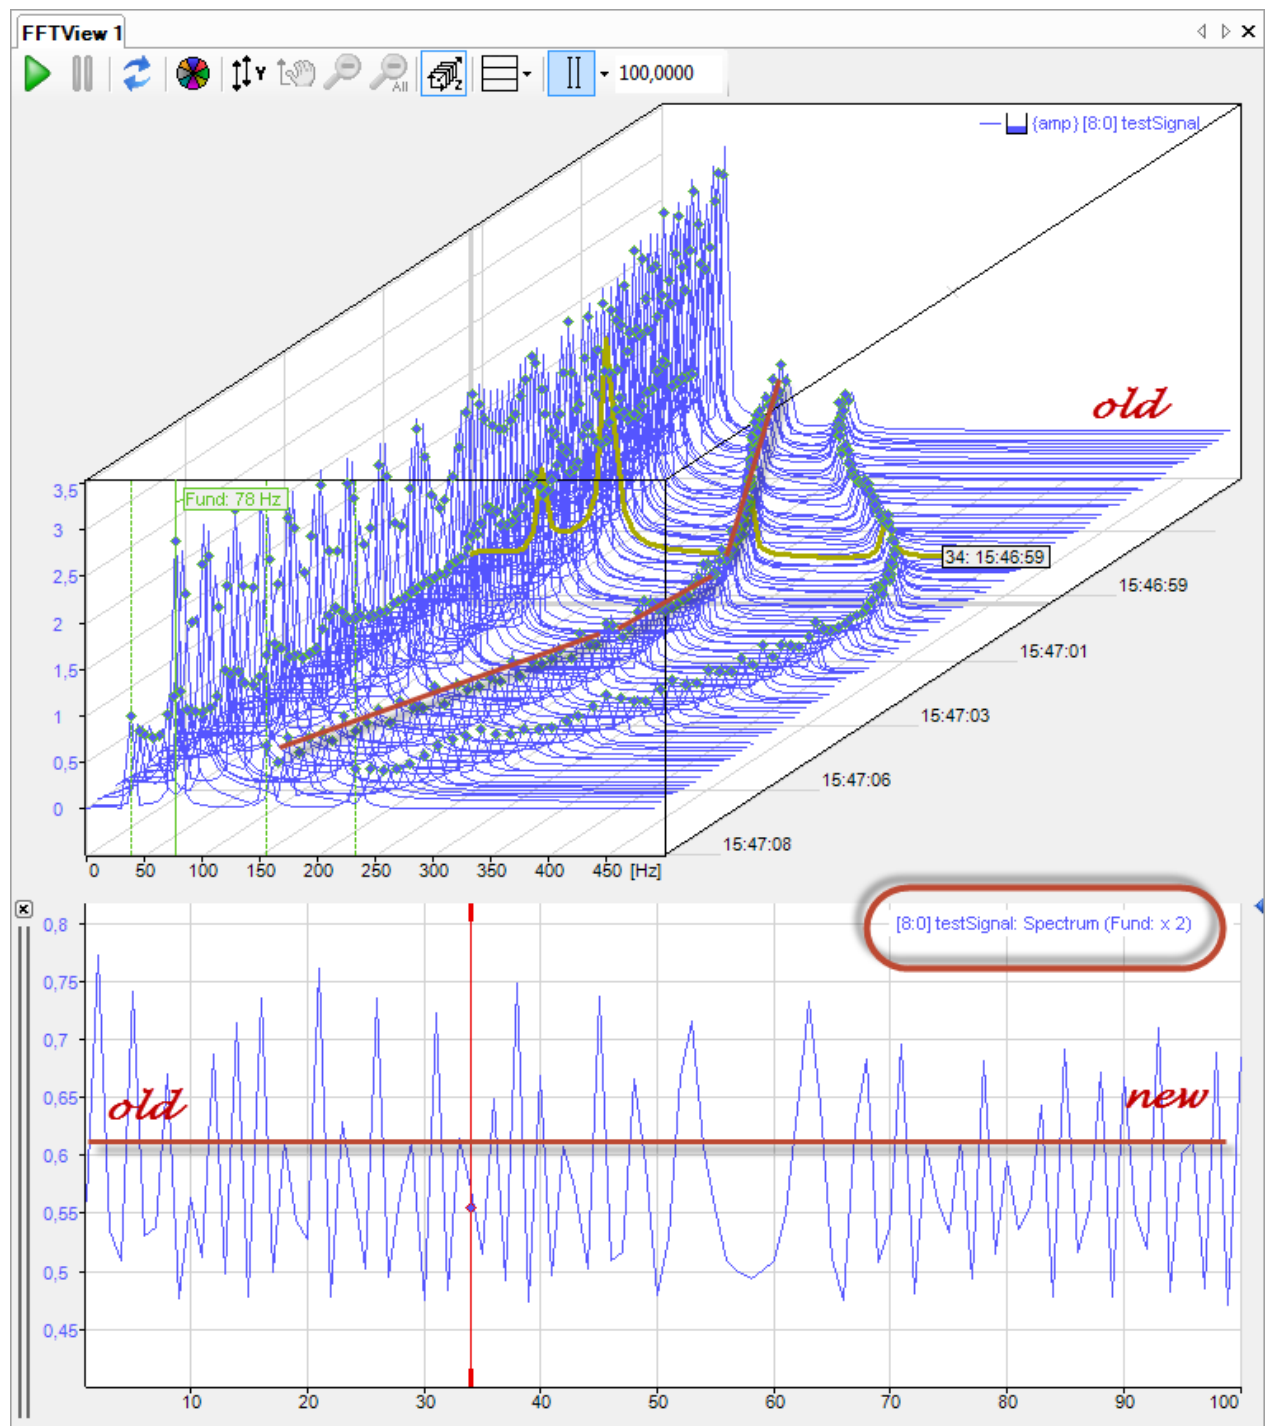 FFTView 1
Y
All
z
100,0000
{amp} [8:0] testSignal
old
3,5
Fund: 78 Hz
3
2,5
34: 15:46:59
15:46:59
2
15:47:01
1,5
15:47:03
1
0,5
15:47:06
0
15:47:08
0 50 100 150 200 250 300 350 400 450 [Hz]
[8:0] testSignal: Spectrum (Fund: x 2)
0,8
0,75
0,7
0,65
old
new
0,6
0,55
0,5
0,45
10 20 30 40 50 60 70 80 90 100